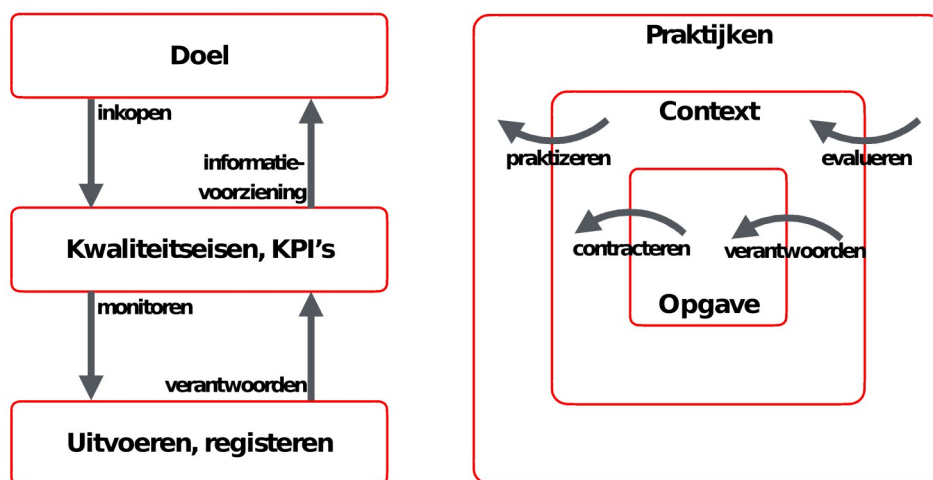 Doel
inkopen
informatie-
voorziening
Kwaliteitseisen, KPI's
monitoren
verantwoorden
Uitvoeren, registeren
Praktijken
Context
praktizeren
evalueren
contracteren
verantwoorden
Opgave